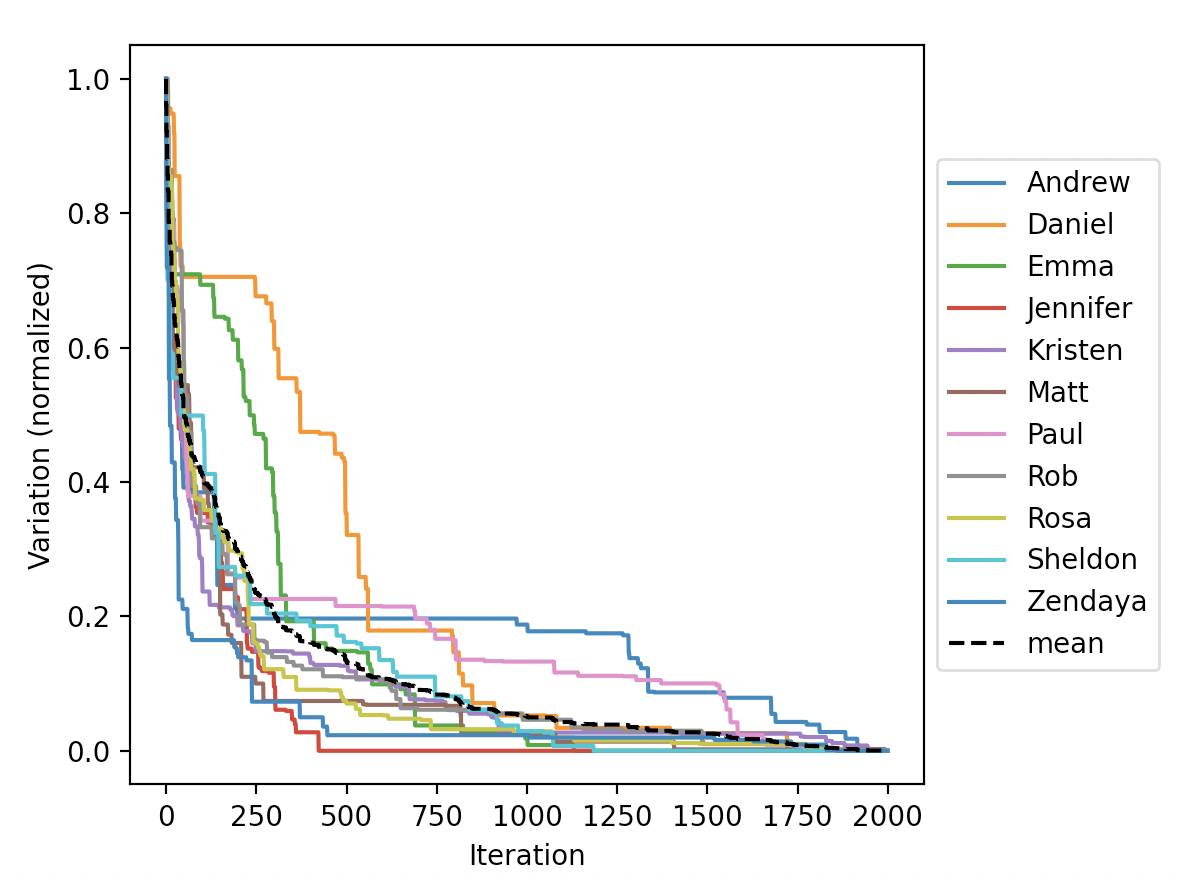 1.0
0.8
0.6
0.4
0.2
0.0
Variation (normalized)
0 250 500 750 1000 1250 1500 1750 2000
Iteration
Andrew
Daniel
Emma
Jennifer
Kristen
Matt
Paul
Rob
Rosa
Sheldon
Zendaya
mean